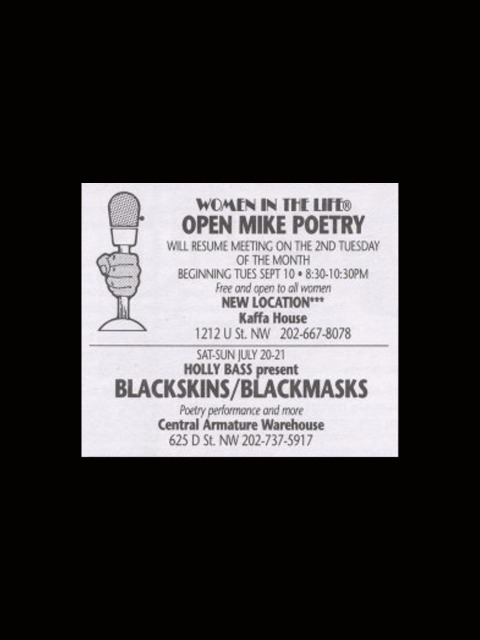 WOMEN IN THE LIFE®
OPEN MIKE POETRY
WILL RESUME MEETING ON THE 2ND TUESDAY
OF THE MONTH
BEGINNING TUES SEPT 10 • 8:30-10:30PM
Free and open to all women
NEW LOCATION***
Kaffa House
1212 U St. NW 202-667-8078
SAT-SUN JULY 20-21
HOLLY BASS present
BLACKSKINS/BLACKMASKS
Poetry performance and more
Central Armature Warehouse
625 D St. NW 202-737-5917